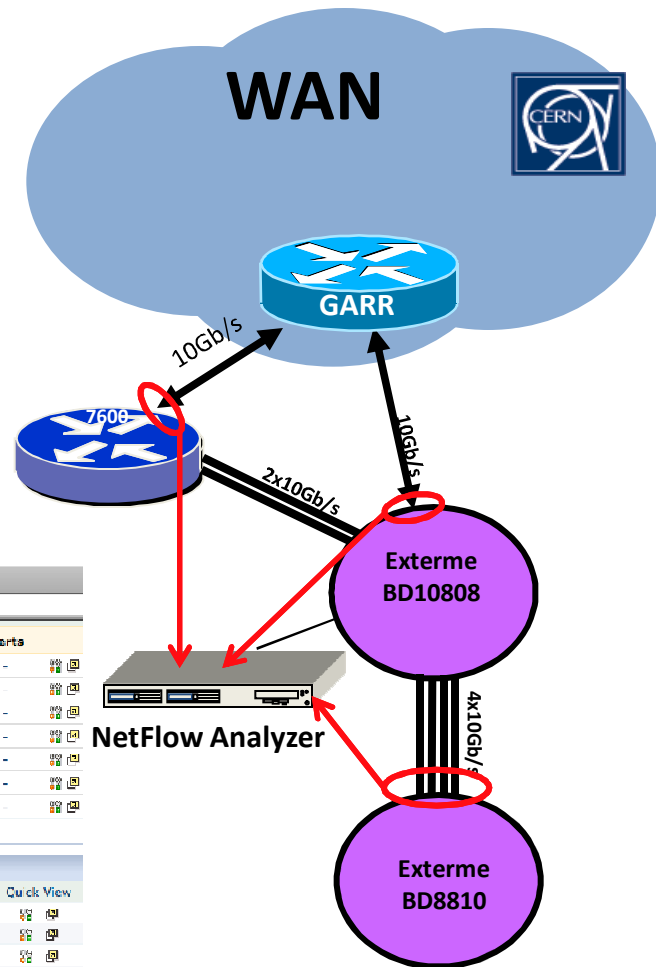 WAN
CERN
GARR
10Gb/s
7600
10Gb/s
2x10Gb/s
Exterme
BD10808
NetFlow Analyzer
4x10Gb/s
Quick View
Exterme
BD8810